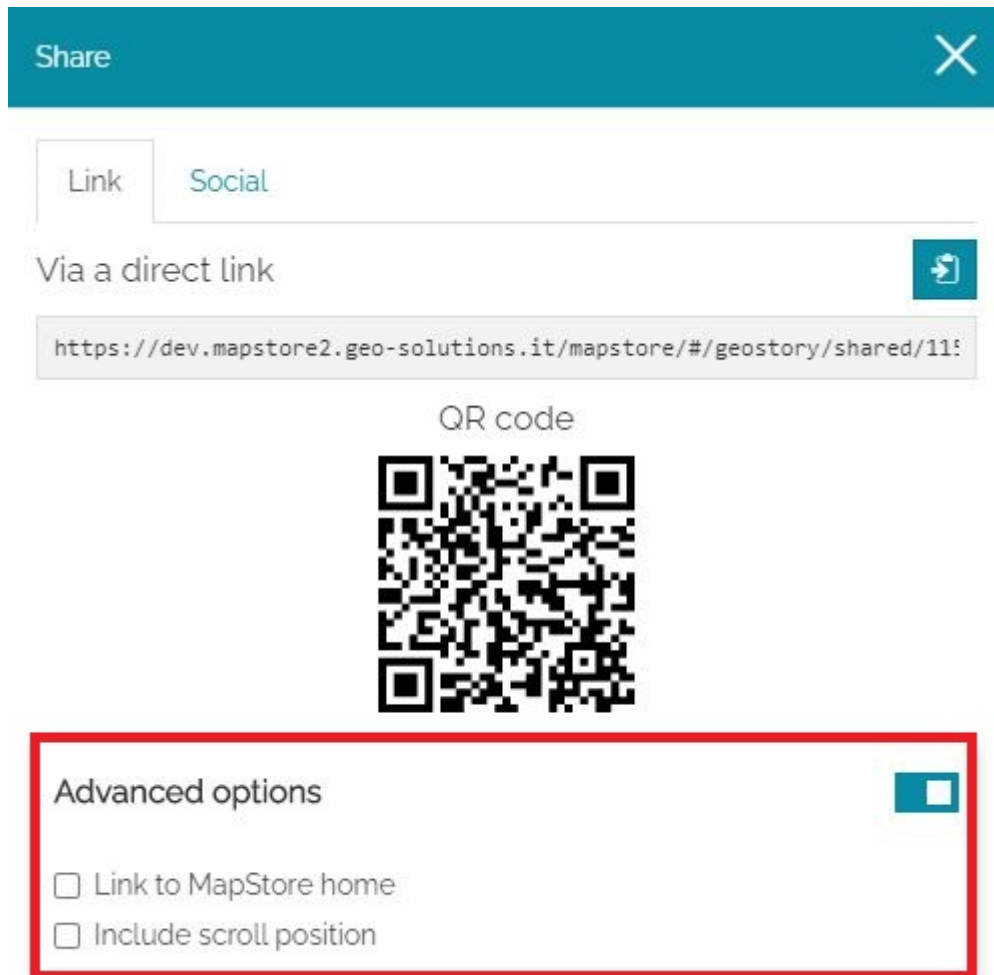 Share
Link Social
Via a direct link
https://dev.mapstore2.geo-solutions.it/mapstore/#/geostory/shared/115
QR code
Advanced options
Link to MapStore home
Include scroll position